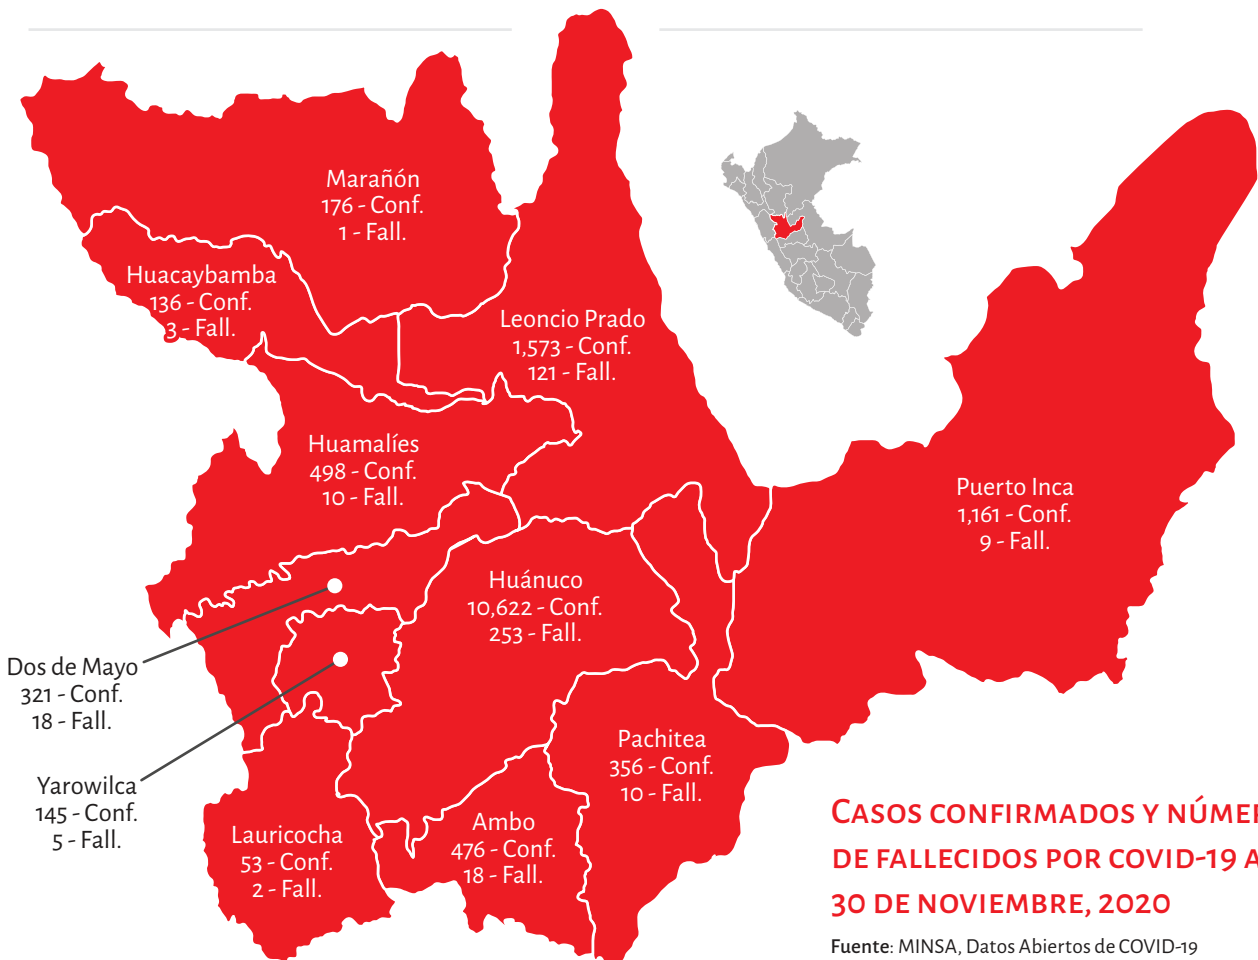 Marañón
176 - Conf.
1 - Fall.
Huacaybamba
136 - Conf.
3 - Fall.
Leoncio Prado
1,573 - Conf.
121 - Fall.
Huamalíes
498 - Conf.
10 - Fall.
Puerto Inca
1,161 - Conf.
9 - Fall.
Huánuco
10,622 - Conf.
253 - Fall.
Dos de Mayo
321 - Conf.
18 - Fall.
Yarowilca
145 - Conf.
5 - Fall.
Pachitea
356 - Conf.
10 - Fall.
Lauricocha
53 - Conf.
2 - Fall.
Ambo
476 - Conf.
18 - Fall.
CASOS CONFIRMADOS Y NÚMER
DE FALLECIDOS POR COVID-19 A
30 DE NOVIEMBRE, 2020
Fuente: MINSA, Datos Abiertos de COVID-19